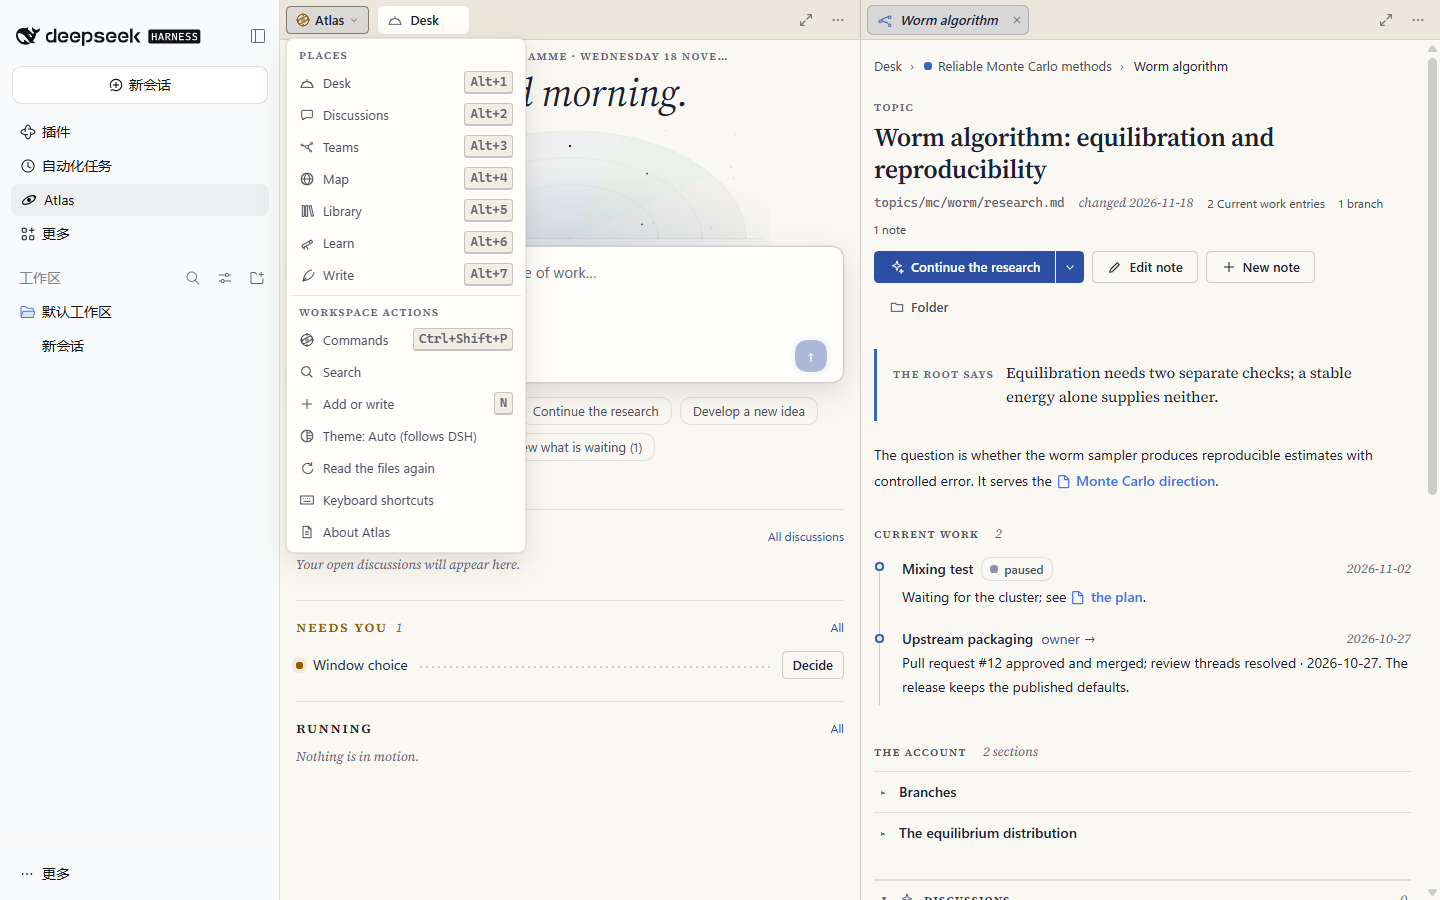 deepseek HARNESS
新会话
插件
自动化任务
Atlas
更多
工作区
默认工作区
新会话
更多
Atlas
Desk
PLACES
Desk Alt+1
Discussions Alt+2
Teams Alt+3
Map Alt+4
Library Alt+5
Learn Alt+6
Write Alt+7
WORKSPACE ACTIONS
Commands Ctrl+Shift+P
Search
Add or write N
Theme: Auto (follows DSH)
Read the files again
Keyboard shortcuts
About Atlas
AMME · WEDNESDAY 18 NOVE…
morning.
of work…
↑
Continue the research
Develop a new idea
what is waiting (1)
All discussions
Your open discussions will appear here.
NEEDS YOU 1 All
Window choice Decide
RUNNING All
Nothing is in motion.
Worm algorithm ×
Desk › Reliable Monte Carlo methods › Worm algorithm
TOPIC
Worm algorithm: equilibration and
reproducibility
topics/mc/worm/research.md changed 2026-11-18 2 Current work entries 1 branch
1 note
Continue the research
Edit note
New note
Folder
THE ROOT SAYS Equilibration needs two separate checks; a stable
energy alone supplies neither.
The question is whether the worm sampler produces reproducible estimates with
controlled error. It serves the Monte Carlo direction.
CURRENT WORK 2
Mixing test paused 2026-11-02
Waiting for the cluster; see the plan.
Upstream packaging owner → 2026-10-27
Pull request #12 approved and merged; review threads resolved · 2026-10-27. The
release keeps the published defaults.
THE ACCOUNT 2 sections
Branches
The equilibrium distribution
DISCUSSIONS